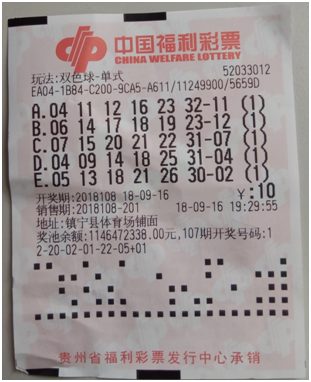 中国福利彩票
CHINA WELFARE LOTTERY
玩法:双色球-单式 52033012
EA04-1B84-C200-9CA5-A611/11249900/5659D
A.04 11 12 16 23 32-11 (1)
B.06 14 17 18 19 23-12 (1)
C.07 15 20 21 22 31-07 (1)
D.04 09 14 18 25 31-04 (1)
E.05 13 18 21 26 30-02 (1)
开奖期:2018108 18-09-16 ¥:10
销售期:2018108-201 18-09-16 19:29:55
地址:镇宁县体育场铺面
奖池余额:1146472338.00元,107期开奖号码:1
2-20-02-01-22-05+01
贵州省福利彩票发行中心承销